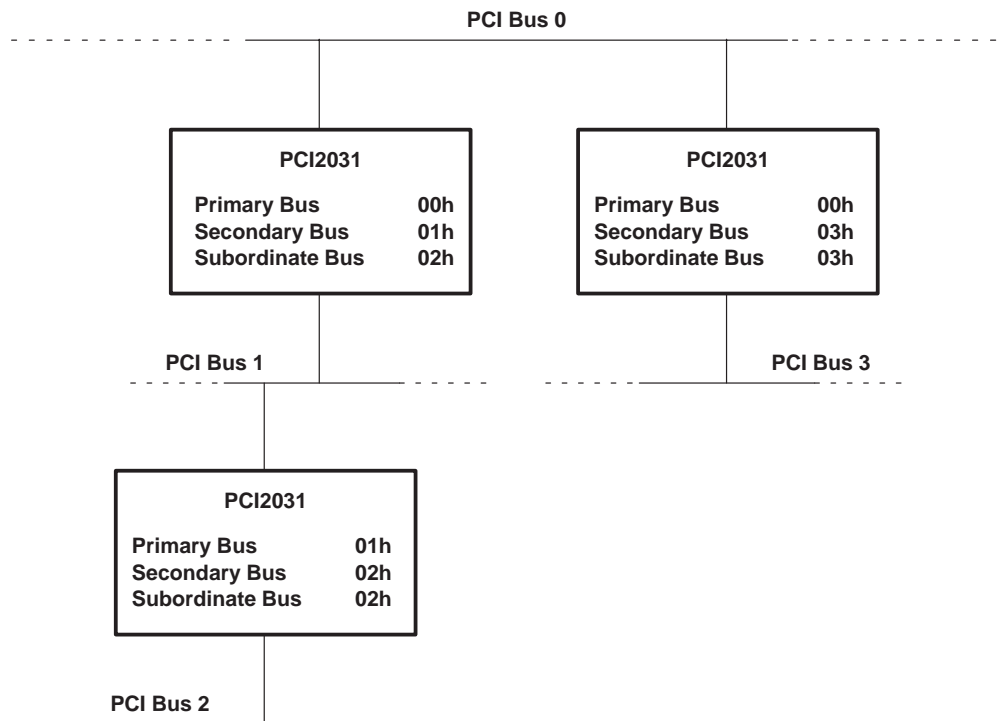 PCI Bus 0
PCI2031
Primary Bus 00h
Secondary Bus 01h
Subordinate Bus 02h
PCI2031
Primary Bus 00h
Secondary Bus 03h
Subordinate Bus 03h
PCI Bus 1
PCI Bus 3
PCI2031
Primary Bus 01h
Secondary Bus 02h
Subordinate Bus 02h
PCI Bus 2